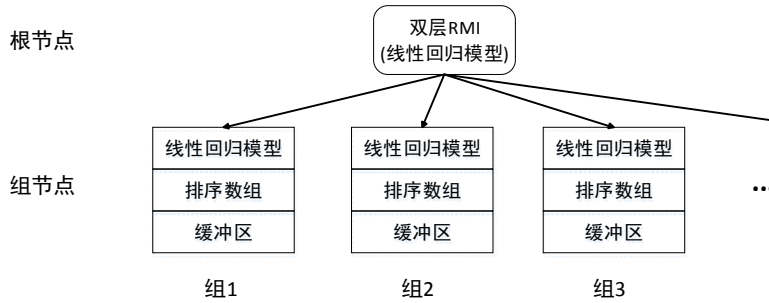 根节点
双层RMI
(线性回归模型)
组节点
线性回归模型
排序数组
缓冲区
线性回归模型
排序数组
缓冲区
线性回归模型
排序数组
缓冲区
...
组1
组2
组3